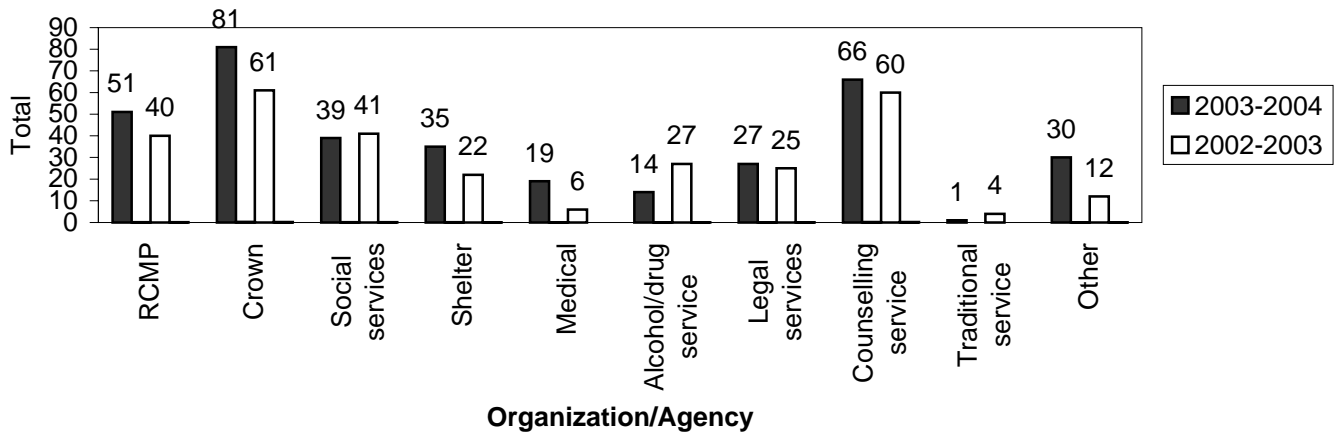 90
80
70
60
50
40
30
20
10
0
Total
51
40
81
61
39
41
35
22
19
6
14
27
27
25
66
60
1
4
30
12
RCMP
Crown
Social
services
Shelter
Medical
Alcohol/drug
service
Legal
services
Counselling
service
Traditional
service
Other
Organization/Agency
2003-2004
2002-2003